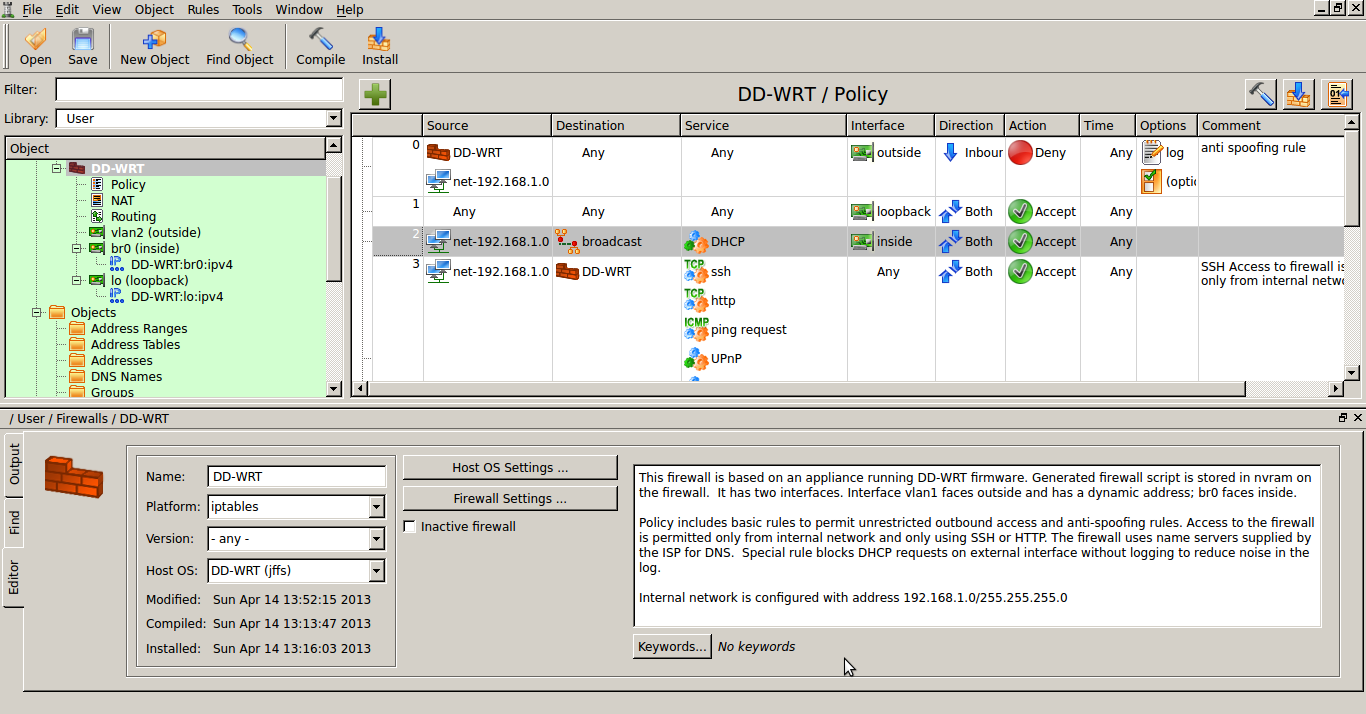 File Edit View Object Rules Tools Window Help
Open Save New Object Find Object Compile Install
Filter:
Library: User
Object
DD-WRT
Policy
NAT
Routing
vlan2 (outside)
br0 (inside)
DD-WRT:br0:ipv4
lo (loopback)
DD-WRT:lo:ipv4
Objects
Address Ranges
Address Tables
Addresses
DNS Names
Groups
DD-WRT / Policy
Source Destination Service Interface Direction Action Time Options Comment
0 DD-WRT Any Any outside Inbour Deny Any log anti spoofing rule
net-192.168.1.0 (optic
1 Any Any Any loopback Both Accept Any
2 net-192.168.1.0 broadcast DHCP inside Both Accept Any
3 net-192.168.1.0 DD-WRT TCP ssh Any Both Accept Any SSH Access to firewall is
only from internal netwo
TCP http
ICMP ping request
UPnP
/ User / Firewalls / DD-WRT
Output
Find
Editor
Name: DD-WRT
Platform: iptables
Version: - any -
Host OS: DD-WRT (jffs)
Modified: Sun Apr 14 13:52:15 2013
Compiled: Sun Apr 14 13:13:47 2013
Installed: Sun Apr 14 13:16:03 2013
Host OS Settings ...
Firewall Settings ...
Inactive firewall
This firewall is based on an appliance running DD-WRT firmware. Generated firewall script is stored in nvram on
the firewall.  It has two interfaces. Interface vlan1 faces outside and has a dynamic address; br0 faces inside.
Policy includes basic rules to permit unrestricted outbound access and anti-spoofing rules. Access to the firewall
is permitted only from internal network and only using SSH or HTTP. The firewall uses name servers supplied by
the ISP for DNS.  Special rule blocks DHCP requests on external interface without logging to reduce noise in the
log.
Internal network is configured with address 192.168.1.0/255.255.255.0
Keywords... No keywords